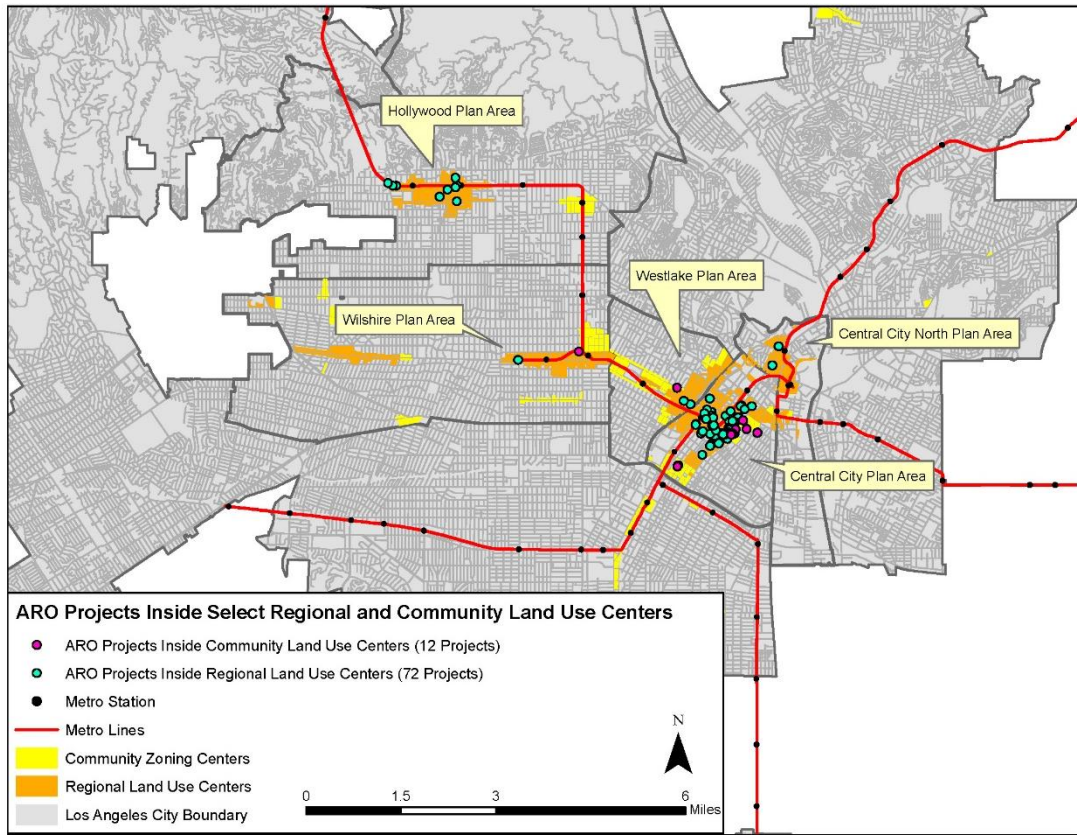 Hollywood Plan Area
Westlake Plan Area
Wilshire Plan Area
Central City North Plan Area
Central City Plan Area
ARO Projects Inside Select Regional and Community Land Use Centers
ARO Projects Inside Community Land Use Centers (12 Projects)
ARO Projects Inside Regional Land Use Centers (72 Projects)
Metro Station
Metro Lines
Community Zoning Centers
Regional Land Use Centers
Los Angeles City Boundary
N
0 1.5 3 6
Miles